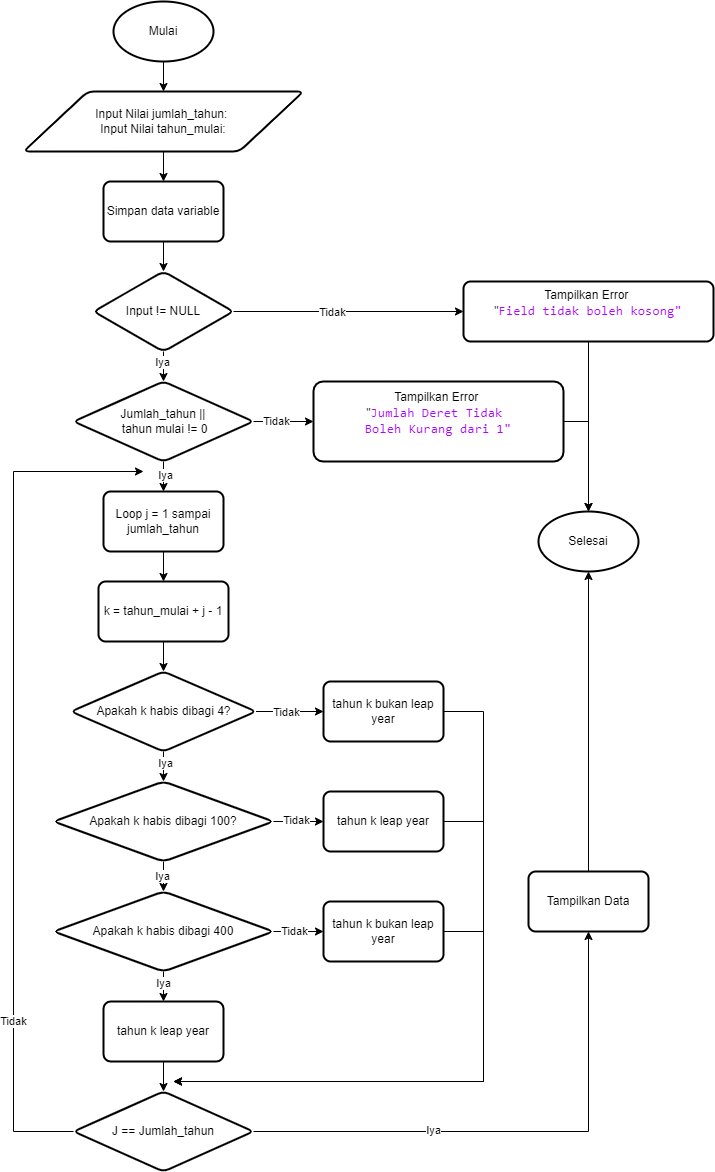 Mulai
Input Nilai jumlah_tahun:
Input Nilai tahun_mulai:
Simpan data variable
Input != NULL
Tidak
Tampilkan Error
"Field tidak boleh kosong"
Iya
Jumlah_tahun ||
tahun mulai != 0
Tidak
Tampilkan Error
"Jumlah Deret Tidak
Boleh Kurang dari 1"
Iya
Loop j = 1 sampai
jumlah_tahun
Selesai
k = tahun_mulai + j - 1
Apakah k habis dibagi 4?
Tidak
tahun k bukan leap
year
Iya
Apakah k habis dibagi 100?
Tidak
tahun k leap year
Iya
Apakah k habis dibagi 400
Tidak
tahun k bukan leap
year
Tampilkan Data
Iya
tahun k leap year
Tidak
J == Jumlah_tahun
Iya